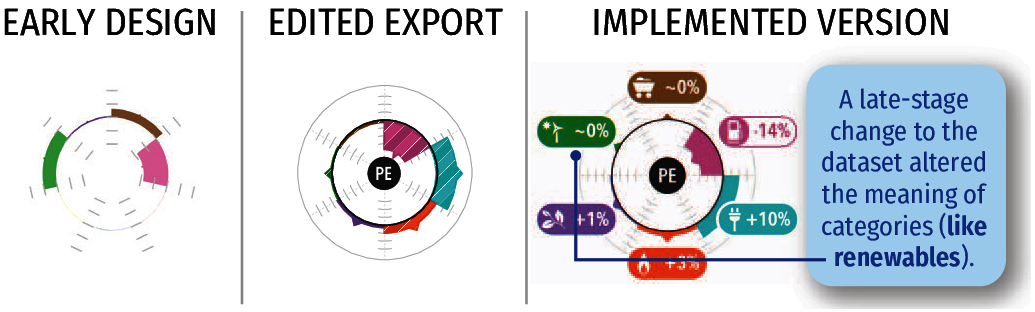 EARLY DESIGN
EDITED EXPORT
IMPLEMENTED VERSION
PE
~0%
~0%
-14%
PE
+1%
+10%
+3%
A late-stage
change to the
dataset altered
the meaning of
categories (like
renewables).